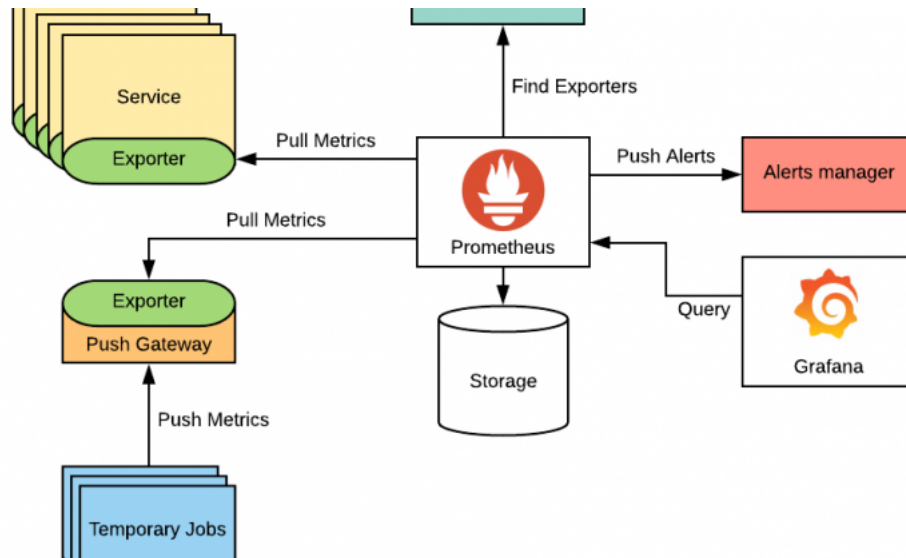 Service
Find Exporters
Exporter
Pull Metrics
Push Alerts
Alerts manager
Pull Metrics
Prometheus
Exporter
Push Gateway
Query
Storage
Grafana
Push Metrics
Temporary Jobs